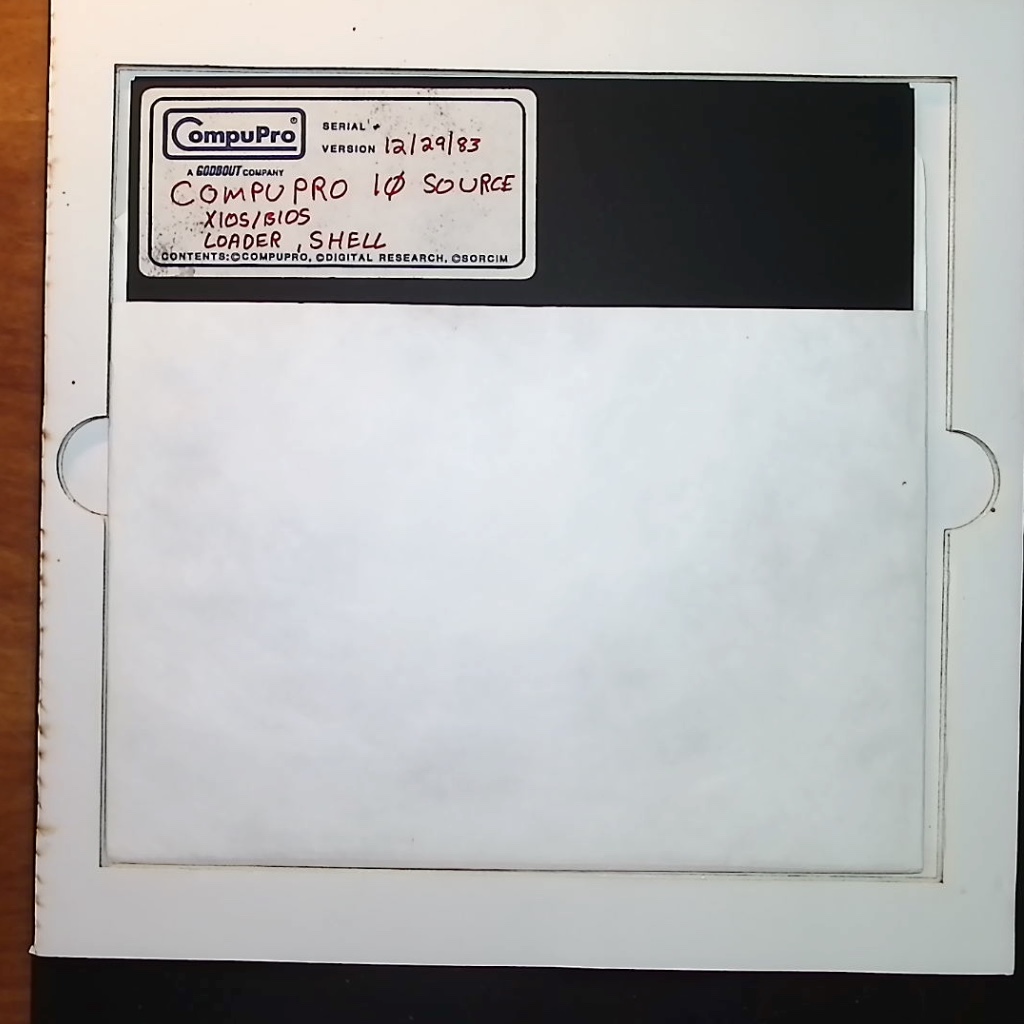 CompuPro®
SERIAL #
VERSION 12/29/83
A GODBOUT COMPANY
COMPUPRO 1Ø SOURCE
XIOS/BIOS
LOADER, SHELL
CONTENTS:©COMPUPRO, ©DIGITAL RESEARCH, ©SORCIM